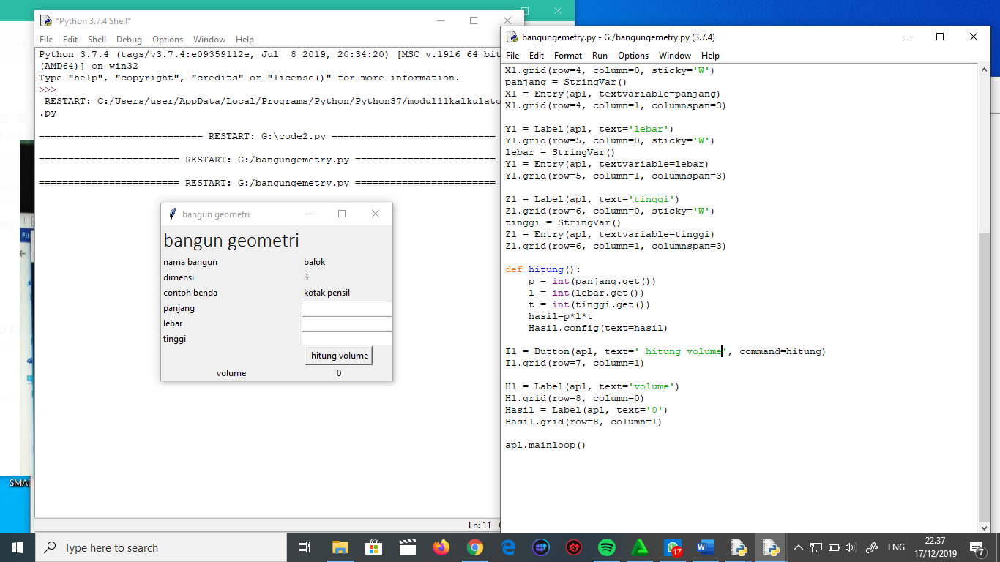 *Python 3.7.4 Shell*
File Edit Shell Debug Options Window Help
Python 3.7.4 (tags/v3.7.4:e09359112e, Jul  8 2019, 20:34:20) [MSC v.1916 64 bit
(AMD64)] on win32
Type "help", "copyright", "credits" or "license()" for more information.
>>>
 RESTART: C:/Users/user/AppData/Local/Programs/Python/Python37/modul11kalkulato
.py
============================ RESTART: G:\code2.py ============================
======================== RESTART: G:/bangungemetry.py ========================
======================== RESTART: G:/bangungemetry.py ========================
bangun geometri
bangun geometri
nama bangun balok
dimensi 3
contoh benda kotak pensil
panjang
lebar
tinggi
hitung volume
volume 0
Ln: 11
bangungemetry.py - G:/bangungemetry.py (3.7.4)
File Edit Format Run Options Window Help
X1.grid(row=4, column=0, sticky='W')
panjang = StringVar()
X1 = Entry(apl, textvariable=panjang)
X1.grid(row=4, column=1, columnspan=3)
Y1 = Label(apl, text='lebar')
Y1.grid(row=5, column=0, sticky='W')
lebar = StringVar()
Y1 = Entry(apl, textvariable=lebar)
Y1.grid(row=5, column=1, columnspan=3)
Z1 = Label(apl, text='tinggi')
Z1.grid(row=6, column=0, sticky='W')
tinggi = StringVar()
Z1 = Entry(apl, textvariable=tinggi)
Z1.grid(row=6, column=1, columnspan=3)
def hitung():
    p = int(panjang.get())
    l = int(lebar.get())
    t = int(tinggi.get())
    hasil=p*l*t
    Hasil.config(text=hasil)
I1 = Button(apl, text=' hitung volume', command=hitung)
I1.grid(row=7, column=1)
H1 = Label(apl, text='volume')
H1.grid(row=8, column=0)
Hasil = Label(apl, text='0')
Hasil.grid(row=8, column=1)
apl.mainloop()
SMAI
Type here to search
17
ENG
22.37
17/12/2019
7